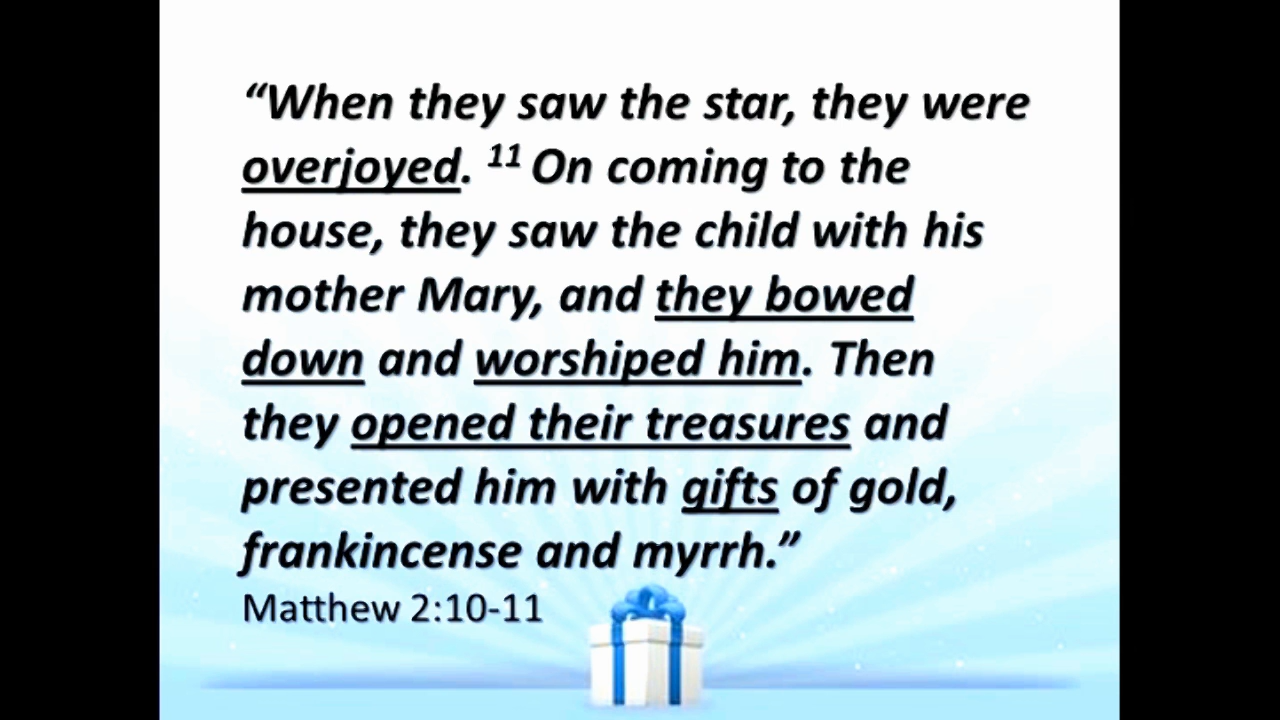 “When they saw the star, they were
overjoyed. ¹¹ On coming to the
house, they saw the child with his
mother Mary, and they bowed
down and worshiped him. Then
they opened their treasures and
presented him with gifts of gold,
frankincense and myrrh.”
Matthew 2:10-11